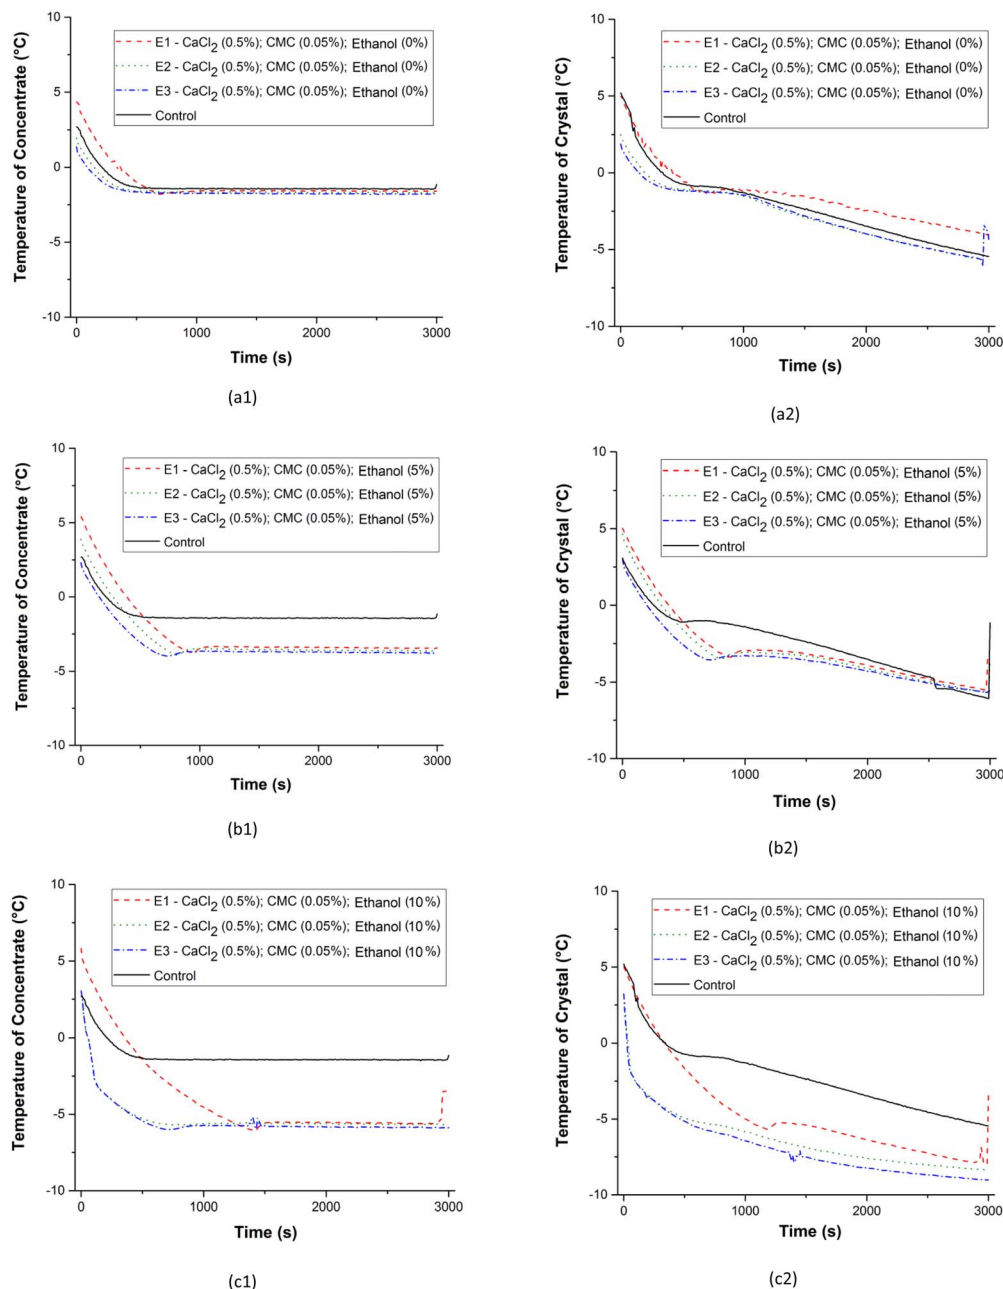 10
5
0
-5
-10
Temperature of Concentrate (°C)
E1 - CaCl2 (0.5%); CMC (0.05%); Ethanol (0%)
E2 - CaCl2 (0.5%); CMC (0.05%); Ethanol (0%)
E3 - CaCl2 (0.5%); CMC (0.05%); Ethanol (0%)
Control
0 1000 2000 3000
Time (s)
(a1)
10
5
0
-5
-10
Temperature of Crystal (°C)
E1 - CaCl2 (0.5%); CMC (0.05%); Ethanol (0%)
E2 - CaCl2 (0.5%); CMC (0.05%); Ethanol (0%)
E3 - CaCl2 (0.5%); CMC (0.05%); Ethanol (0%)
Control
0 1000 2000 3000
Time (s)
(a2)
10
5
0
-5
-10
Temperature of Concentrate (°C)
E1 - CaCl2 (0.5%); CMC (0.05%); Ethanol (5%)
E2 - CaCl2 (0.5%); CMC (0.05%); Ethanol (5%)
E3 - CaCl2 (0.5%); CMC (0.05%); Ethanol (5%)
Control
0 1000 2000 3000
Time (s)
(b1)
10
5
0
-5
-10
Temperature of Crystal (°C)
E1 - CaCl2 (0.5%); CMC (0.05%); Ethanol (5%)
E2 - CaCl2 (0.5%); CMC (0.05%); Ethanol (5%)
E3 - CaCl2 (0.5%); CMC (0.05%); Ethanol (5%)
Control
0 1000 2000 3000
Time (s)
(b2)
10
5
0
-5
-10
Temperature of Concentrate (°C)
E1 - CaCl2 (0.5%); CMC (0.05%); Ethanol (10%)
E2 - CaCl2 (0.5%); CMC (0.05%); Ethanol (10%)
E3 - CaCl2 (0.5%); CMC (0.05%); Ethanol (10%)
Control
0 1000 2000 3000
Time (s)
(c1)
10
5
0
-5
-10
Temperature of Crystal (°C)
E1 - CaCl2 (0.5%); CMC (0.05%); Ethanol (10%)
E2 - CaCl2 (0.5%); CMC (0.05%); Ethanol (10%)
E3 - CaCl2 (0.5%); CMC (0.05%); Ethanol (10%)
Control
0 1000 2000 3000
Time (s)
(c2)